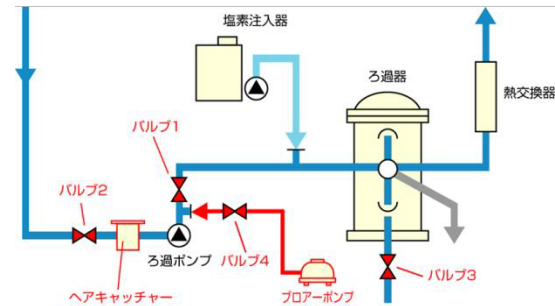 塩素注入器
ろ過器
熱交換器
バルブ1
バルブ2
ろ過ポンプ
バルブ4
バルブ3
ヘアキャッチャー
ブロアーポンプ